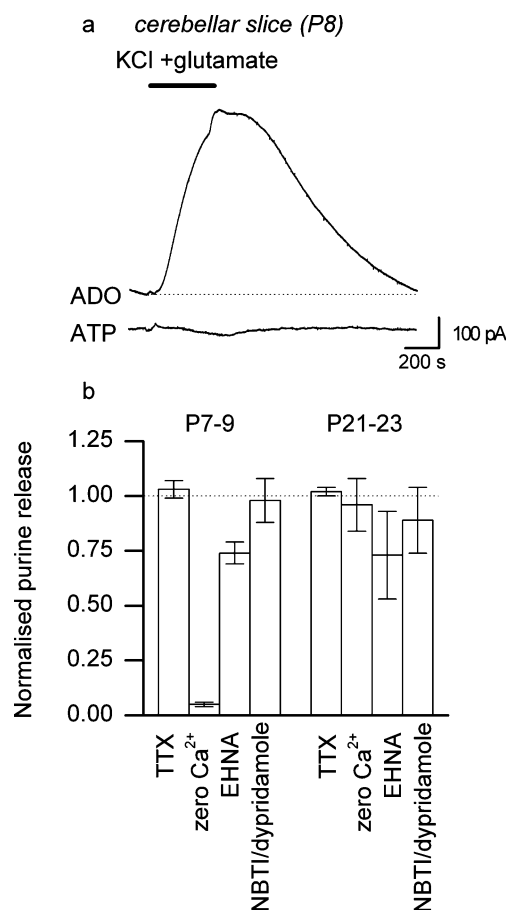 a
cerebellar slice (P8)
KCl +glutamate
ADO
ATP
100 pA
200 s
b
P7-9
P21-23
Normalised purine release
1.25
1.00
0.75
0.50
0.25
0.00
TTX
zero Ca2+
EHNA
NBTI/dypridamole
TTX
zero Ca2+
EHNA
NBTI/dypridamole